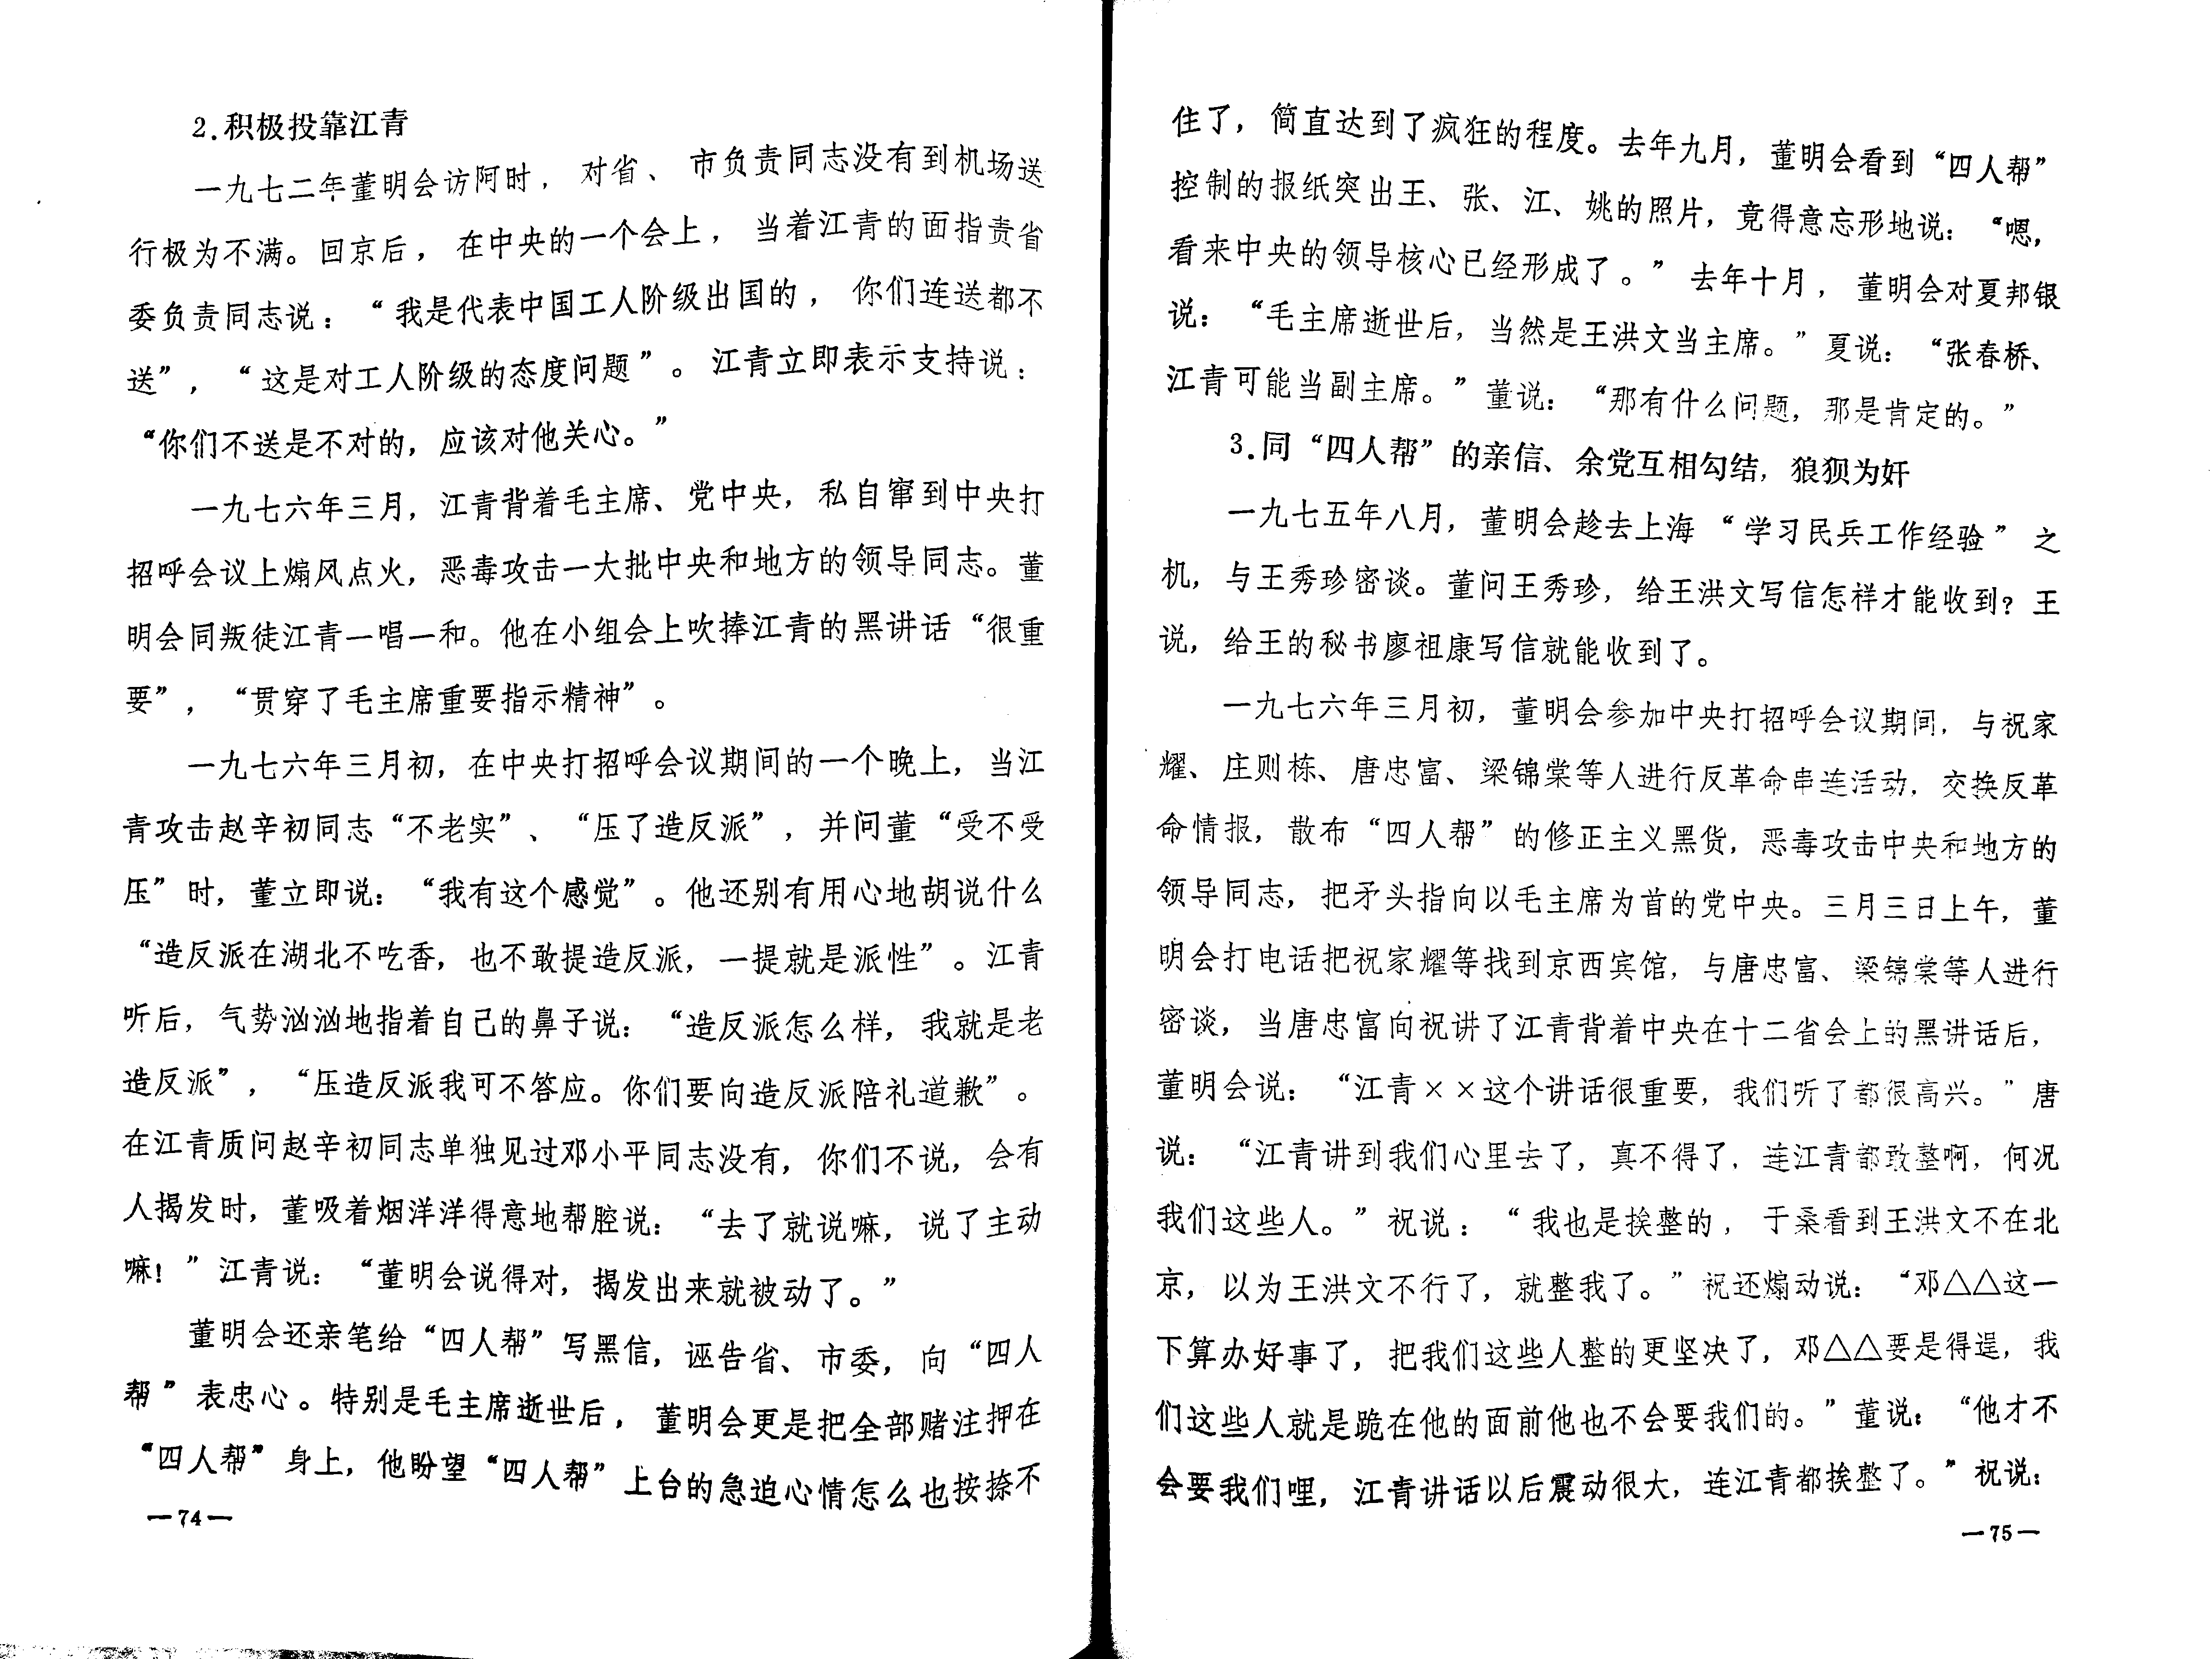 2.积极投靠江青
一九七二年董明会访阿时，对省、市负责同志没有到机场送
行极为不满。回京后，在中央的一个会上，当着江青的面指责省
委负责同志说：“我是代表中国工人阶级出国的，你们连送都不
送”，“这是对工人阶级的态度问题”。江青立即表示支持说：
“你们不送是不对的，应该对他关心。”
一九七六年三月，江青背着毛主席、党中央，私自窜到中央打
招呼会议上煽风点火，恶毒攻击一大批中央和地方的领导同志。董
明会同叛徒江青一唱一和。他在小组会上吹捧江青的黑讲话“很重
要”，“贯穿了毛主席重要指示精神”。
一九七六年三月初，在中央打招呼会议期间的一个晚上，当江
青攻击赵辛初同志“不老实”、“压了造反派”，并问董“受不受
压”时，董立即说：“我有这个感觉”。他还别有用心地胡说什么
“造反派在湖北不吃香，也不敢提造反派，一提就是派性”。江青
听后，气势汹汹地指着自己的鼻子说：“造反派怎么样，我就是老
造反派”，“压造反派我可不答应。你们要向造反派陪礼道歉”。
在江青质问赵辛初同志单独见过邓小平同志没有，你们不说，会有
人揭发时，董吸着烟洋洋得意地帮腔说：“去了就说嘛，说了主动
嘛！”江青说：“董明会说得对，揭发出来就被动了。”
董明会还亲笔给“四人帮”写黑信，诬告省、市委，向“四人
帮”表忠心。特别是毛主席逝世后，董明会更是把全部赌注押在
“四人帮”身上，他盼望“四人帮”上台的急迫心情怎么也按捺不
—74—
住了，简直达到了疯狂的程度。去年九月，董明会看到“四人帮”
控制的报纸突出王、张、江、姚的照片，竟得意忘形地说：“嗯，
看来中央的领导核心已经形成了。”去年十月，董明会对夏邦银
说：“毛主席逝世后，当然是王洪文当主席。”夏说：“张春桥、
江青可能当副主席。”董说：“那有什么问题，那是肯定的。”
3.同“四人帮”的亲信、余党互相勾结，狼狈为奸
一九七五年八月，董明会趁去上海“学习民兵工作经验”之
机，与王秀珍密谈。董问王秀珍，给王洪文写信怎样才能收到？王
说，给王的秘书廖祖康写信就能收到了。
一九七六年三月初，董明会参加中央打招呼会议期间，与祝家
耀、庄则栋、唐忠富、梁锦棠等人进行反革命串连活动，交换反革
命情报，散布“四人帮”的修正主义黑货，恶毒攻击中央和地方的
领导同志，把矛头指向以毛主席为首的党中央。三月三日上午，董
明会打电话把祝家耀等找到京西宾馆，与唐忠富、梁锦棠等人进行
密谈，当唐忠富向祝讲了江青背着中央在十二省会上的黑讲话后，
董明会说：“江青××这个讲话很重要，我们听了都很高兴。”唐
说：“江青讲到我们心里去了，真不得了，连江青都敢整啊，何况
我们这些人。”祝说：“我也是挨整的，于桑看到王洪文不在北
京，以为王洪文不行了，就整我了。”祝还煽动说：“邓△△这一
下算办好事了，把我们这些人整的更坚决了，邓△△要是得逞，我
们这些人就是跪在他的面前他也不会要我们的。”董说：“他才不
会要我们哩，江青讲话以后震动很大，连江青都挨整了。”祝说：
—75—